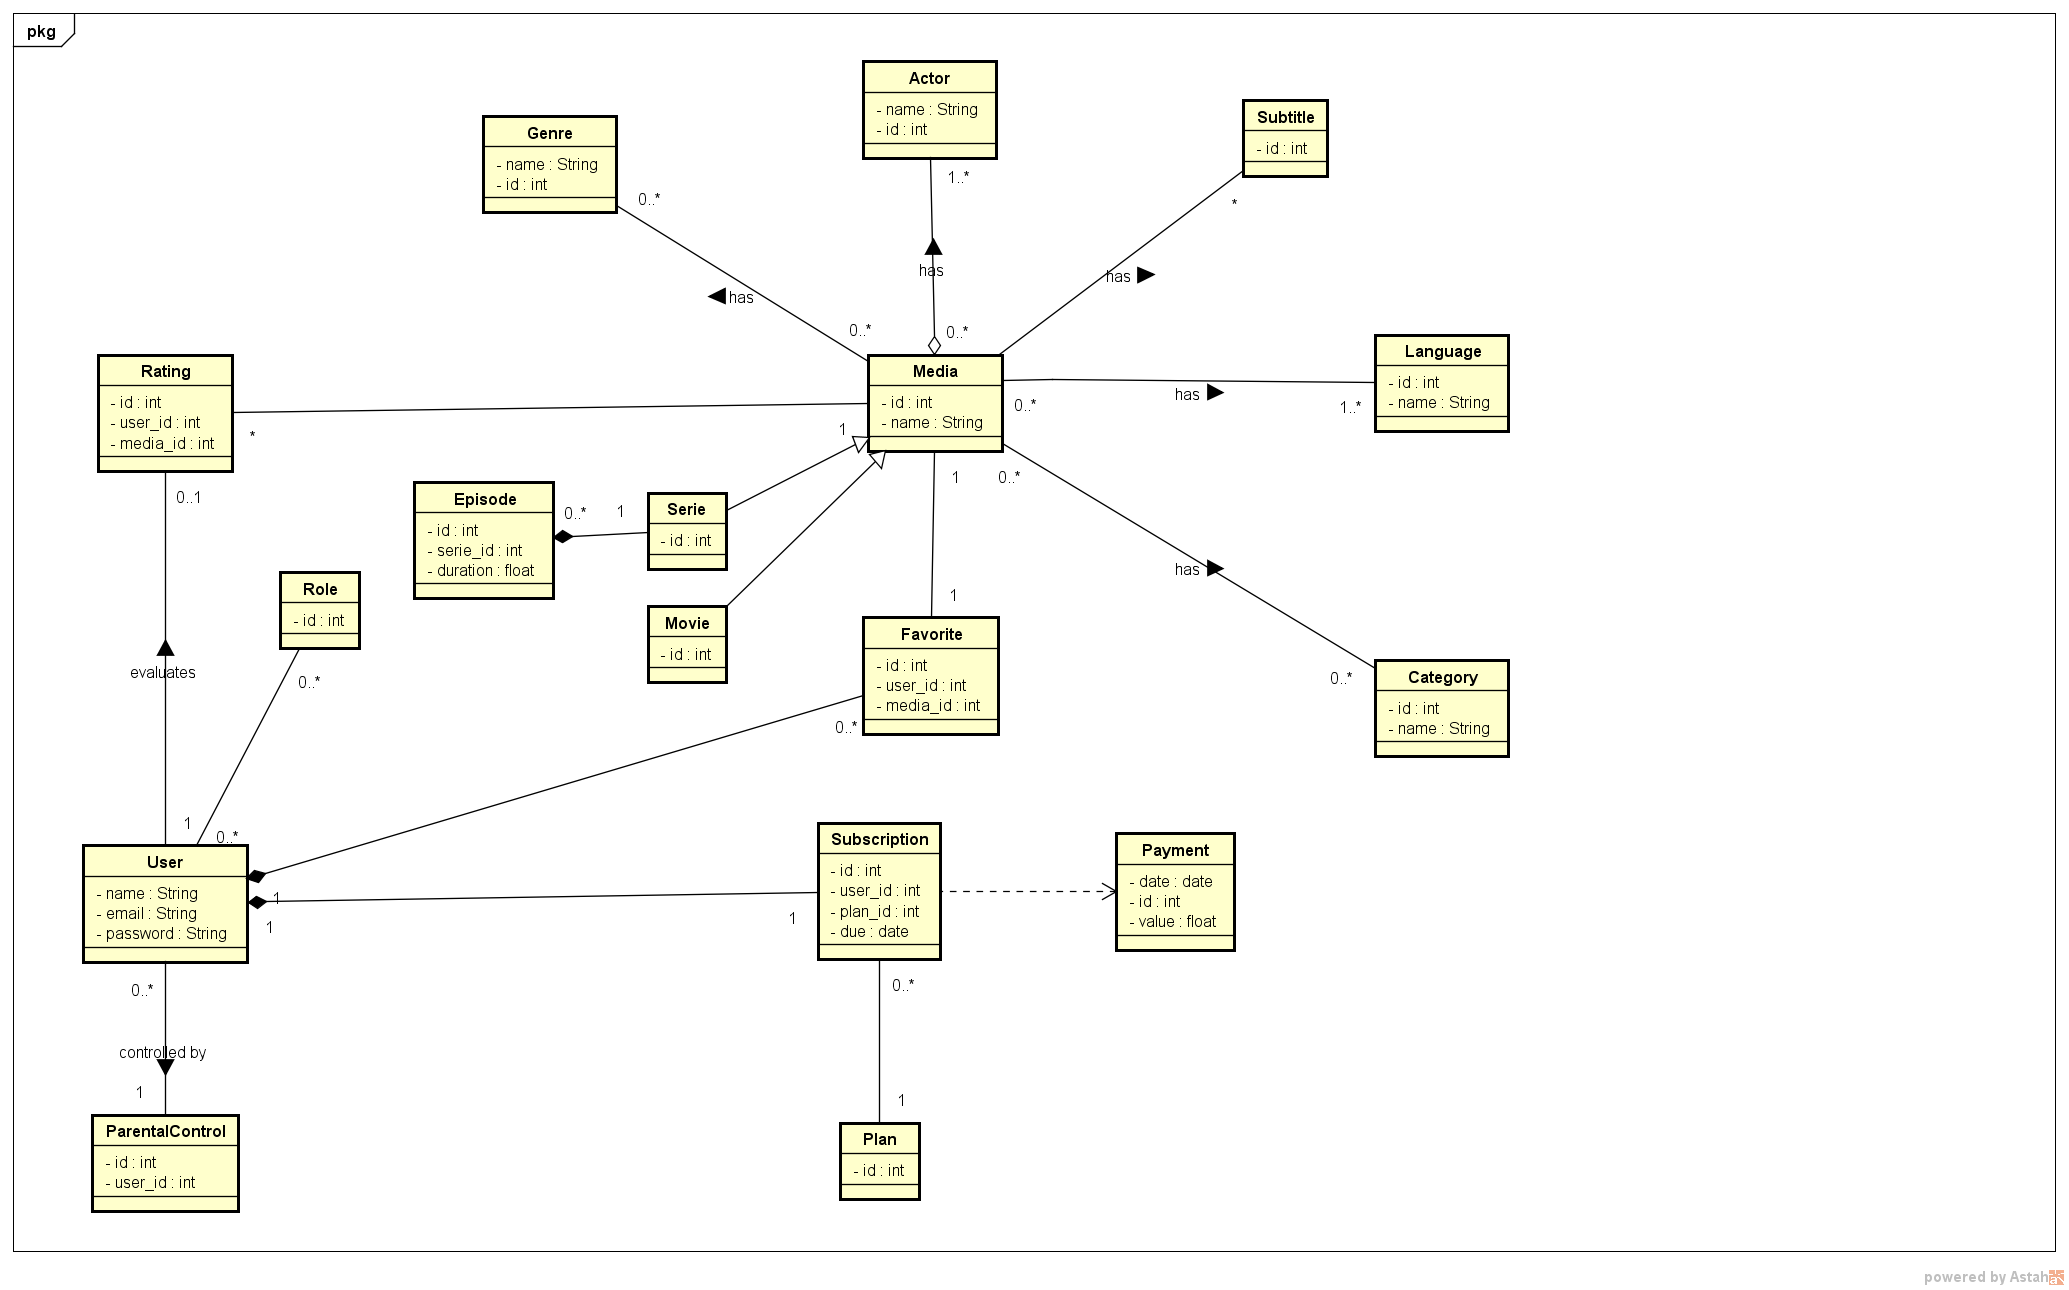 pkg
Actor
- name : String
- id : int
1..*
has
0..*
Genre
- name : String
- id : int
0..*
has
0..*
Subtitle
- id : int
*
has
Rating
- id : int
- user_id : int
- media_id : int
*
1
0..1
evaluates
1
Media
- id : int
- name : String
0..*
has
1..*
Language
- id : int
- name : String
Episode
- id : int
- serie_id : int
- duration : float
0..*
1
Serie
- id : int
Movie
- id : int
1
1
0..*
has
0..*
Favorite
- id : int
- user_id : int
- media_id : int
0..*
1
Category
- id : int
- name : String
Role
- id : int
0..*
0..*
User
- name : String
- email : String
- password : String
1
1
Subscription
- id : int
- user_id : int
- plan_id : int
- due : date
Payment
- date : date
- id : int
- value : float
0..*
controlled by
1
ParentalControl
- id : int
- user_id : int
0..*
1
Plan
- id : int
powered by Astah